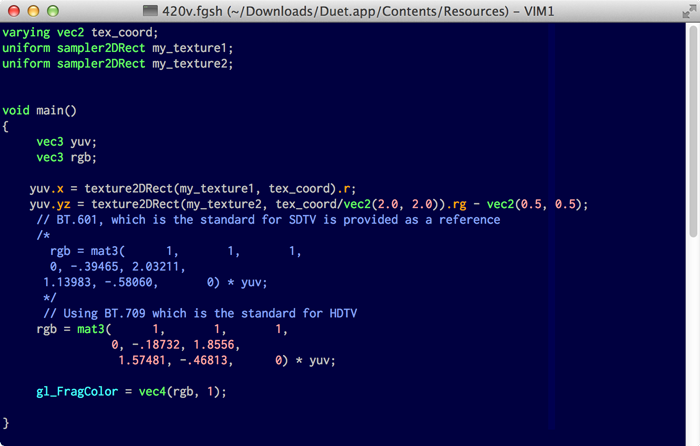 420v.fgsh (~/Downloads/Duet.app/Contents/Resources) – VIM1
varying vec2 tex_coord;
uniform sampler2DRect my_texture1;
uniform sampler2DRect my_texture2;
void main()
{
vec3 yuv;
vec3 rgb;
yuv.x = texture2DRect(my_texture1, tex_coord).r;
yuv.yz = texture2DRect(my_texture2, tex_coord/vec2(2.0, 2.0)).rg - vec2(0.5, 0.5);
// BT.601, which is the standard for SDTV is provided as a reference
/*
rgb = mat3( 1, 1, 1,
0, -.39465, 2.03211,
1.13983, -.58060, 0) * yuv;
*/
// Using BT.709 which is the standard for HDTV
rgb = mat3( 1, 1, 1,
0, -.18732, 1.8556,
1.57481, -.46813, 0) * yuv;
gl_FragColor = vec4(rgb, 1);
}